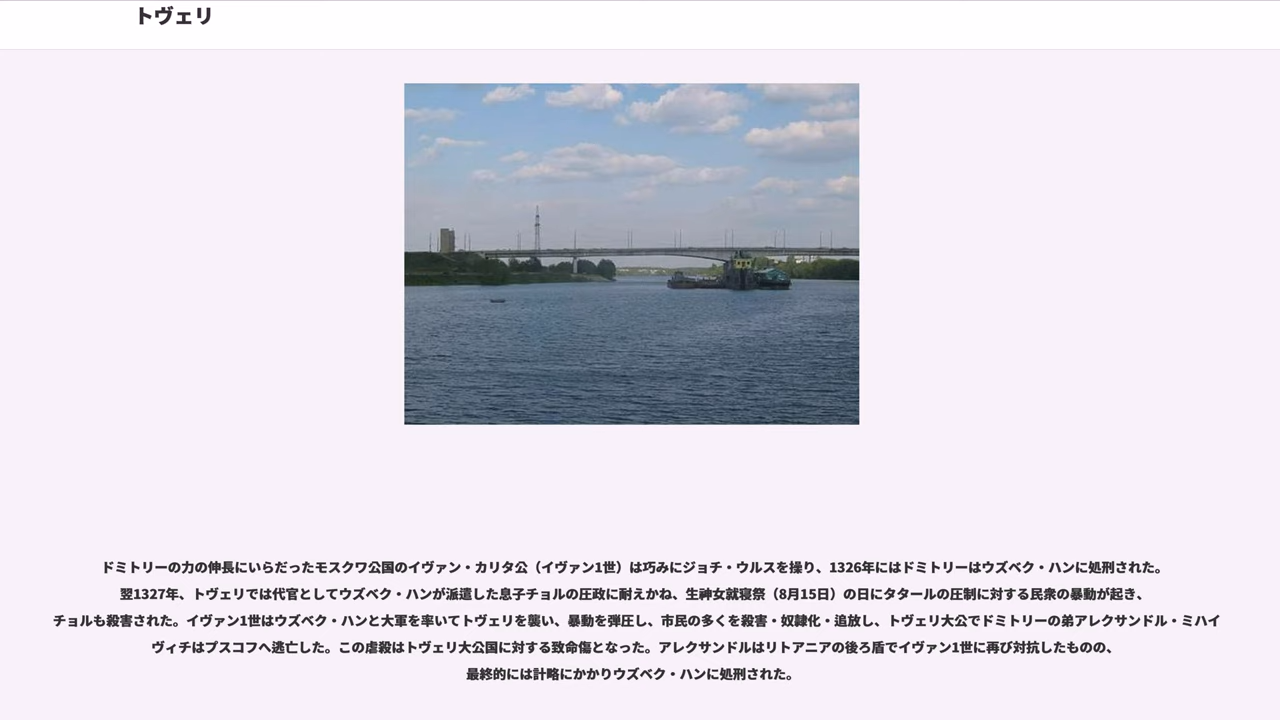 トヴェリ
ドミトリーの力の伸長にいらだったモスクワ公国のイヴァン・カリタ公（イヴァン1世）は巧みにジョチ・ウルスを操り、1326年にはドミトリーはウズベク・ハンに処刑された。
翌1327年、トヴェリでは代官としてウズベク・ハンが派遣した息子チョルの圧政に耐えかね、生神女就寝祭（8月15日）の日にタタールの圧制に対する民衆の暴動が起き、
チョルも殺害された。イヴァン1世はウズベク・ハンと大軍を率いてトヴェリを襲い、暴動を弾圧し、市民の多くを殺害・奴隷化・追放し、トヴェリ大公でドミトリーの弟アレクサンドル・ミハイ
ヴィチはプスコフへ逃亡した。この虐殺はトヴェリ大公国に対する致命傷となった。アレクサンドルはリトアニアの後ろ盾でイヴァン1世に再び対抗したものの、
最終的には計略にかかりウズベク・ハンに処刑された。